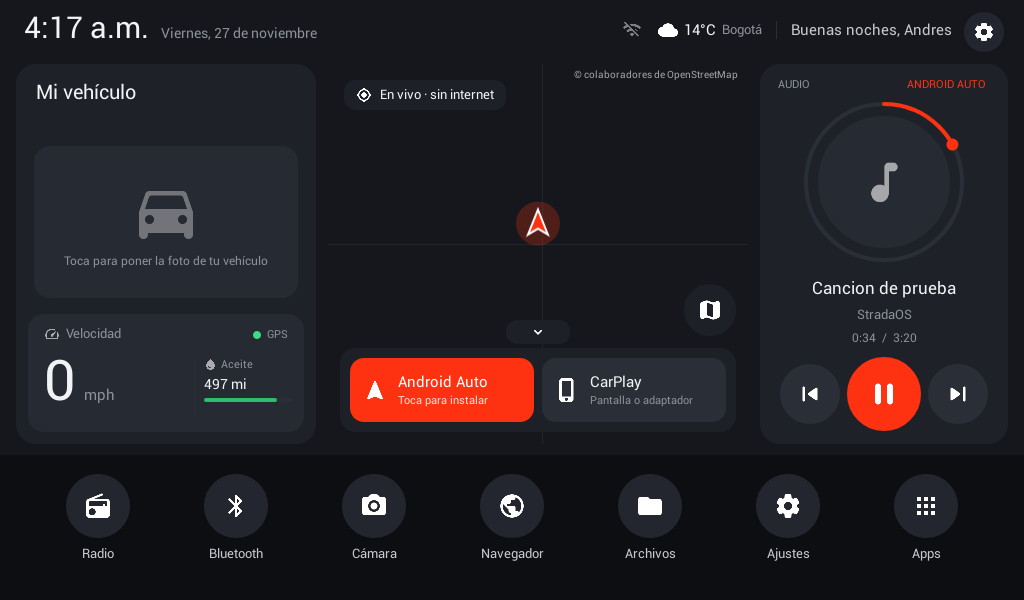 4:17 a.m. Viernes, 27 de noviembre
14°C Bogotá
Buenas noches, Andres
Mi vehículo
Toca para poner la foto de tu vehículo
Velocidad
GPS
0 mph
Aceite
497 mi
En vivo · sin internet
© colaboradores de OpenStreetMap
Android Auto
Toca para instalar
CarPlay
Pantalla o adaptador
AUDIO
ANDROID AUTO
Cancion de prueba
StradaOS
0:34 / 3:20
Radio
Bluetooth
Cámara
Navegador
Archivos
Ajustes
Apps